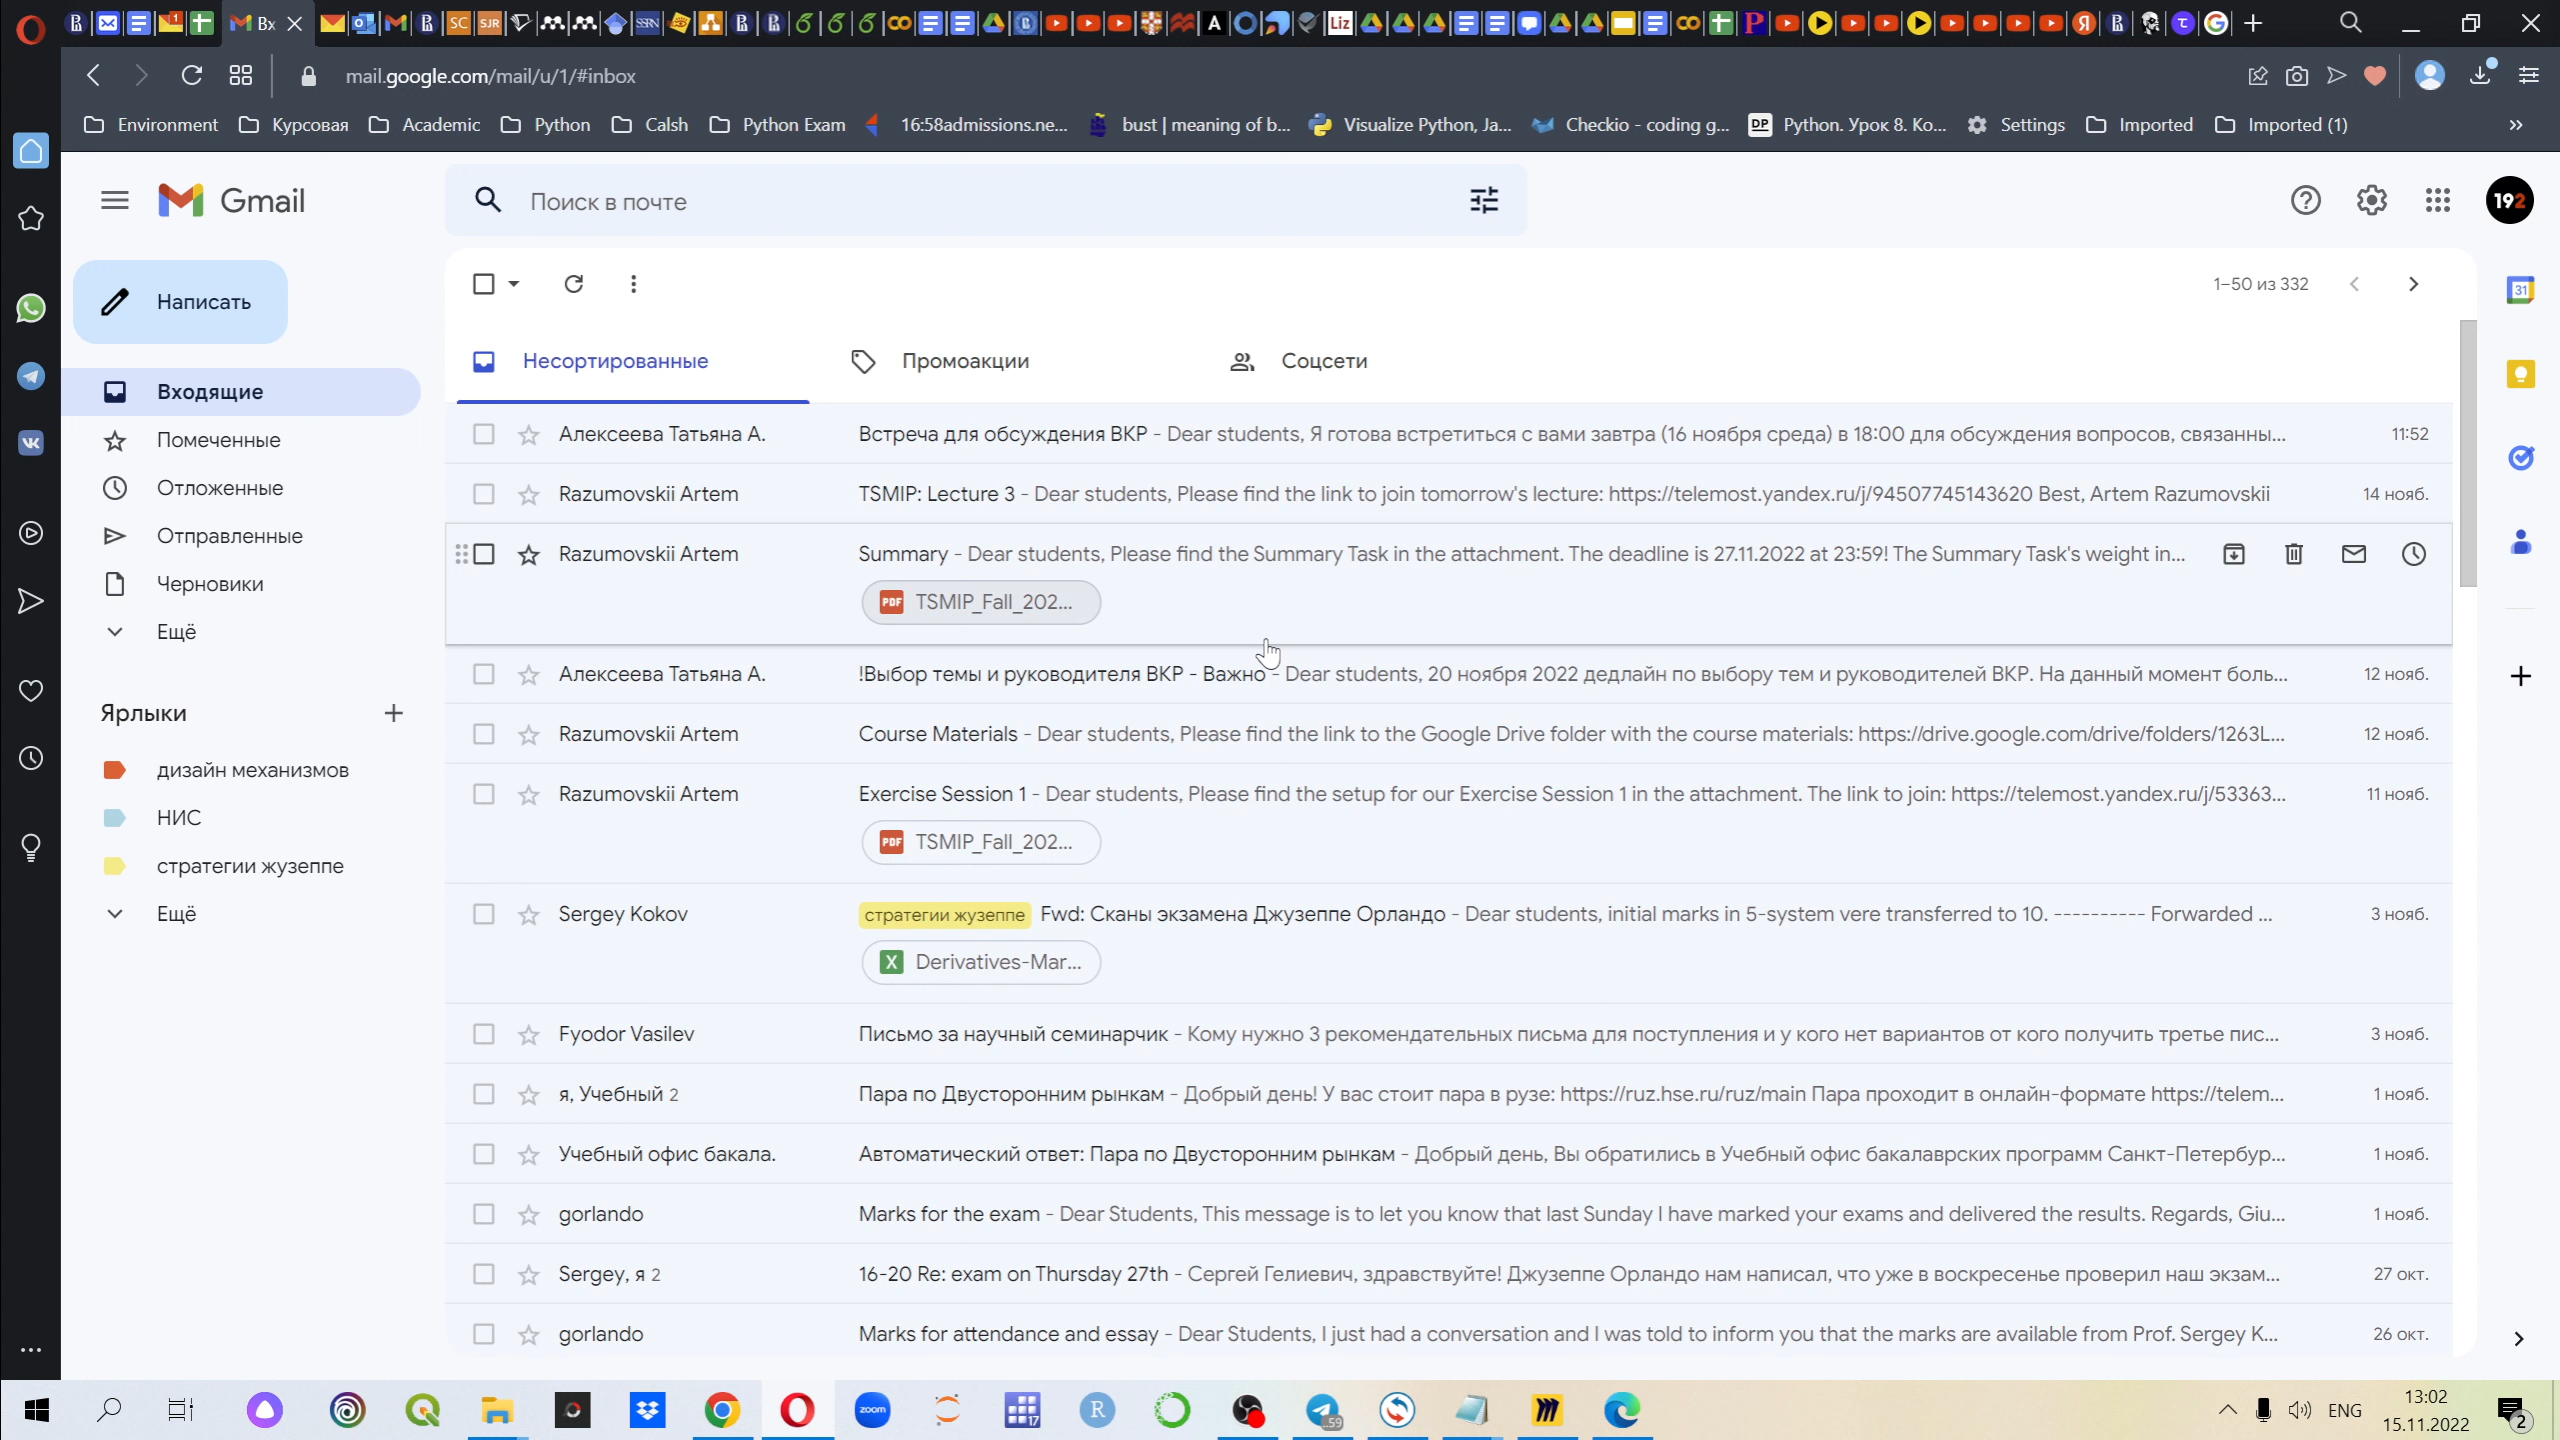 Вх
mail.google.com/mail/u/1/#inbox
Environment Курсовая Academic Python Calsh Python Exam 16:58admissions.ne... bust | meaning of b... Visualize Python, Ja... Checkio - coding g... Python. Урок 8. Ко... Settings Imported Imported (1)
Gmail
Поиск в почте
192
Написать
1–50 из 332
Несортированные Промоакции Соцсети
Входящие
Помеченные
Отложенные
Отправленные
Черновики
Ещё
Ярлыки
дизайн механизмов
НИС
стратегии жузеппе
Ещё
Алексеева Татьяна А. Встреча для обсуждения ВКР - Dear students, Я готова встретиться с вами завтра (16 ноября среда) в 18:00 для обсуждения вопросов, связанны... 11:52
Razumovskii Artem TSMIP: Lecture 3 - Dear students, Please find the link to join tomorrow's lecture: https://telemost.yandex.ru/j/94507745143620 Best, Artem Razumovskii 14 нояб.
Razumovskii Artem Summary - Dear students, Please find the Summary Task in the attachment. The deadline is 27.11.2022 at 23:59! The Summary Task's weight in...
PDF TSMIP_Fall_202...
Алексеева Татьяна А. !Выбор темы и руководителя ВКР - Важно - Dear students, 20 ноября 2022 дедлайн по выбору тем и руководителей ВКР. На данный момент боль... 12 нояб.
Razumovskii Artem Course Materials - Dear students, Please find the link to the Google Drive folder with the course materials: https://drive.google.com/drive/folders/1263L... 12 нояб.
Razumovskii Artem Exercise Session 1 - Dear students, Please find the setup for our Exercise Session 1 in the attachment. The link to join: https://telemost.yandex.ru/j/53363... 11 нояб.
PDF TSMIP_Fall_202...
Sergey Kokov стратегии жузеппе Fwd: Сканы экзамена Джузеппе Орландо - Dear students, initial marks in 5-system vere transferred to 10. ---------- Forwarded ... 3 нояб.
X Derivatives-Mar...
Fyodor Vasilev Письмо за научный семинарчик - Кому нужно 3 рекомендательных письма для поступления и у кого нет вариантов от кого получить третье пис... 3 нояб.
я, Учебный 2 Пара по Двусторонним рынкам - Добрый день! У вас стоит пара в рузе: https://ruz.hse.ru/ruz/main Пара проходит в онлайн-формате https://telem... 1 нояб.
Учебный офис бакала. Автоматический ответ: Пара по Двусторонним рынкам - Добрый день, Вы обратились в Учебный офис бакалаврских программ Санкт-Петербур... 1 нояб.
gorlando Marks for the exam - Dear Students, This message is to let you know that last Sunday I have marked your exams and delivered the results. Regards, Giu... 1 нояб.
Sergey, я 2 16-20 Re: exam on Thursday 27th - Сергей Гелиевич, здравствуйте! Джузеппе Орландо нам написал, что уже в воскресенье проверил наш экзам... 27 окт.
gorlando Marks for attendance and essay - Dear Students, I just had a conversation and I was told to inform you that the marks are available from Prof. Sergey K... 26 окт.
ENG
13:02
15.11.2022
2